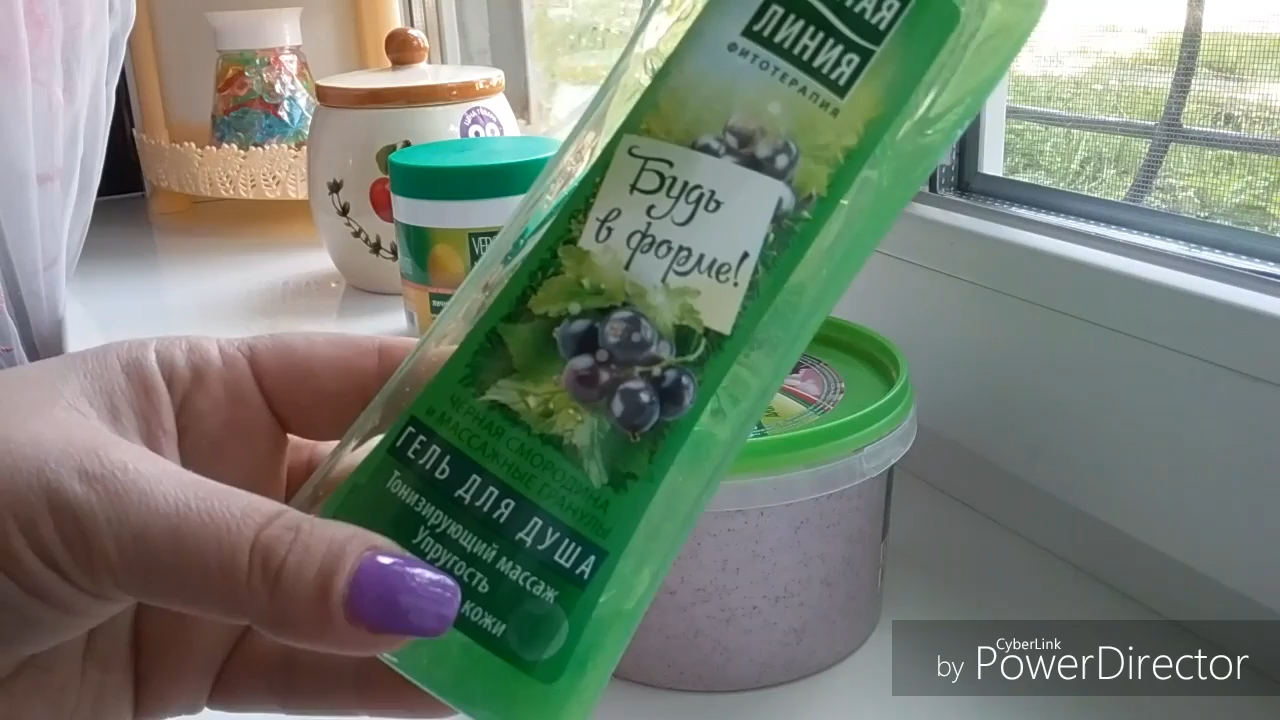 ЛИНИЯ
ФИТОТЕРАПИЯ
Будь
в форме!
ЧЕРНАЯ СМОРОДИНА
И МАССАЖНЫЕ ГРАНУЛЫ
ГЕЛЬ ДЛЯ ДУША
Тонизирующий массаж
Упругость
кожи
CyberLink
by PowerDirector